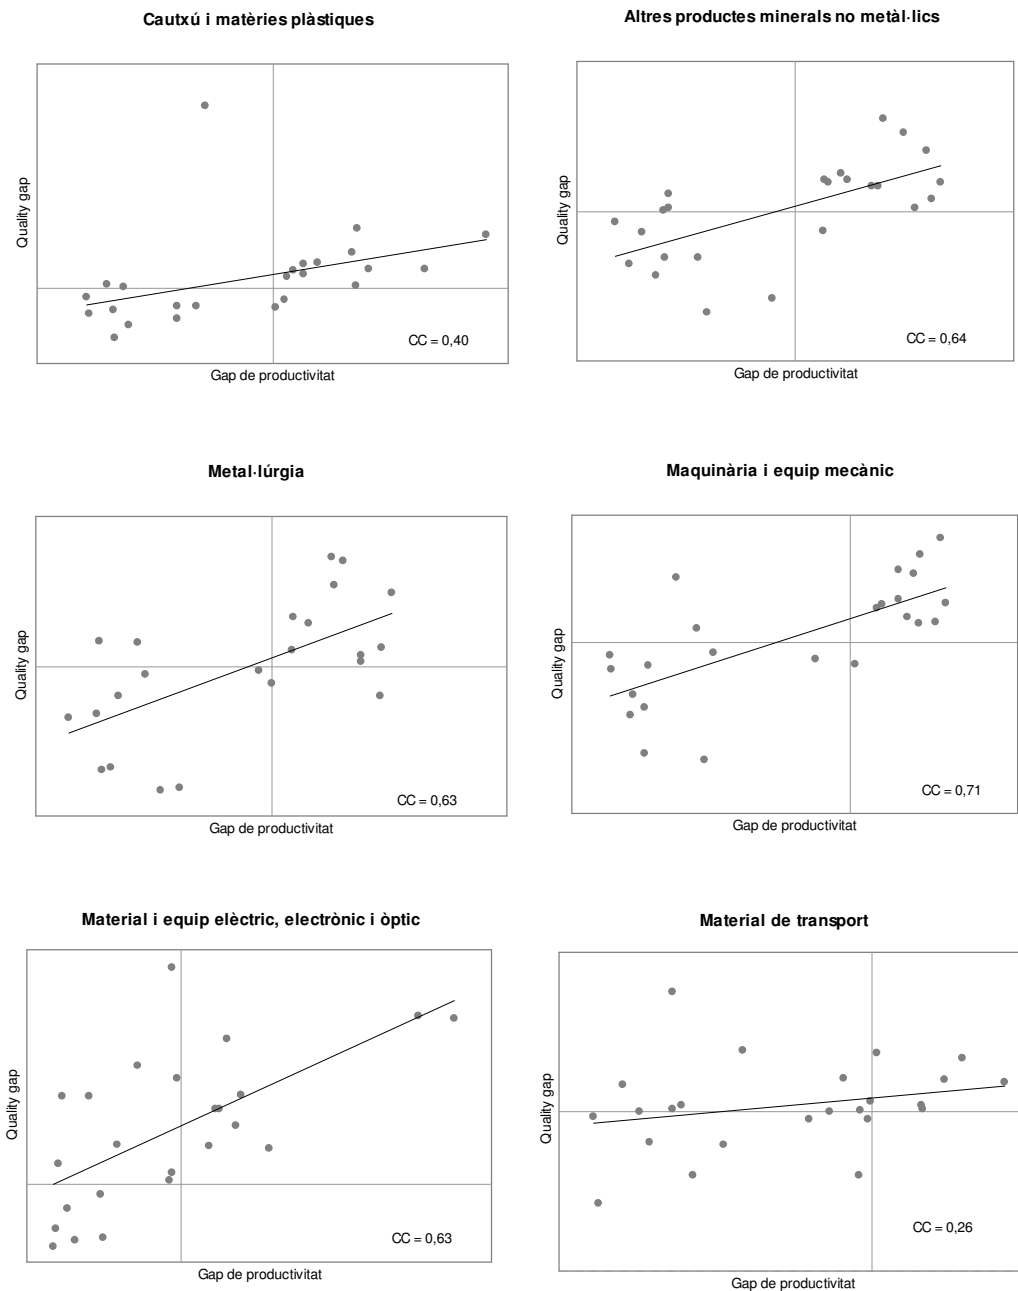 Cautxú i matèries plàstiques
Altres productes minerals no metàl·lics
Quality gap
Quality gap
CC = 0,40
CC = 0,64
Gap de productivitat
Gap de productivitat
Metal·lúrgia
Maquinària i equip mecànic
Quality gap
Quality gap
CC = 0,63
CC = 0,71
Gap de productivitat
Gap de productivitat
Material i equip elèctric, electrònic i òptic
Material de transport
Quality gap
Quality gap
CC = 0,63
CC = 0,26
Gap de productivitat
Gap de productivitat